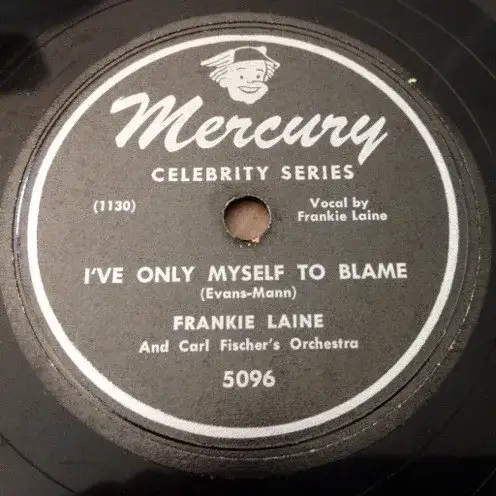 Mercury
CELEBRITY SERIES
(1130)
Vocal by
Frankie Laine
I'VE ONLY MYSELF TO BLAME
(Evans-Mann)
FRANKIE LAINE
And Carl Fischer's Orchestra
5096